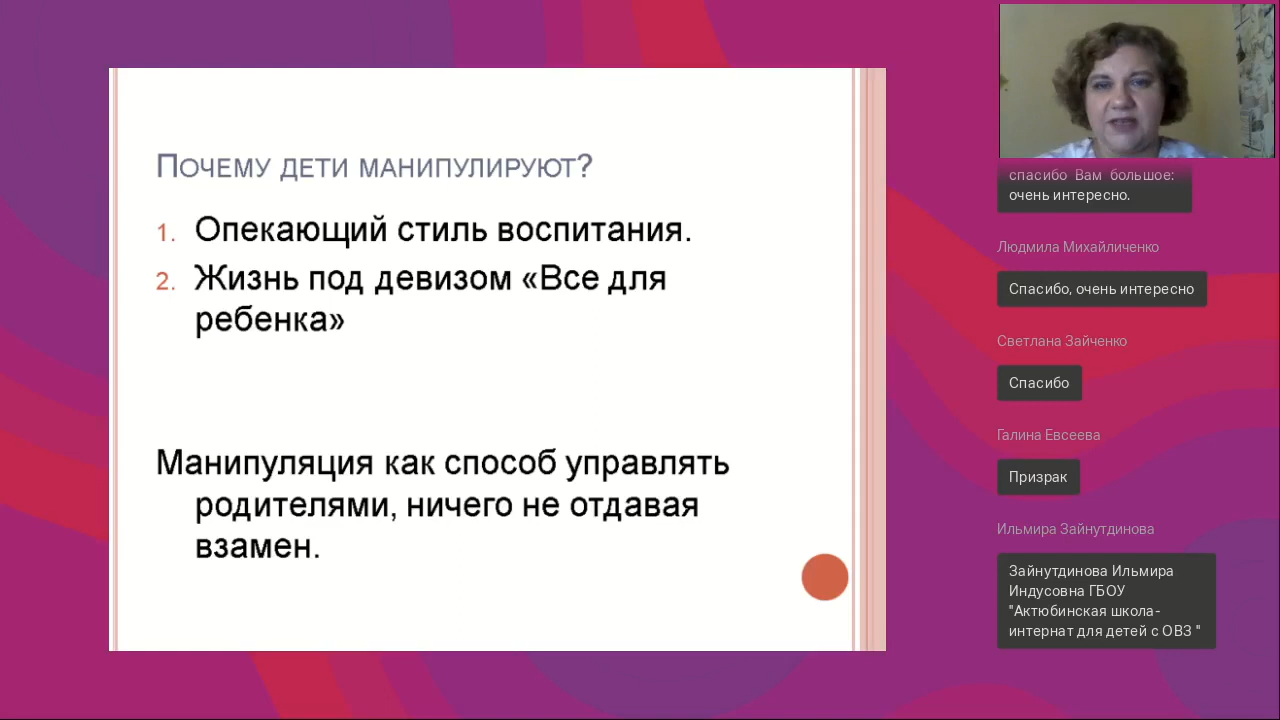 Почему дети манипулируют?
1. Опекающий стиль воспитания.
2. Жизнь под девизом «Все для
ребенка»
Манипуляция как способ управлять
родителями, ничего не отдавая
взамен.
спасибо Вам большое:
очень интересно.
Людмила Михайличенко
Спасибо, очень интересно
Светлана Зайченко
Спасибо
Галина Евсеева
Призрак
Ильмира Зайнутдинова
Зайнутдинова Ильмира
Индусовна ГБОУ
"Актюбинская школа-
интернат для детей с ОВЗ "